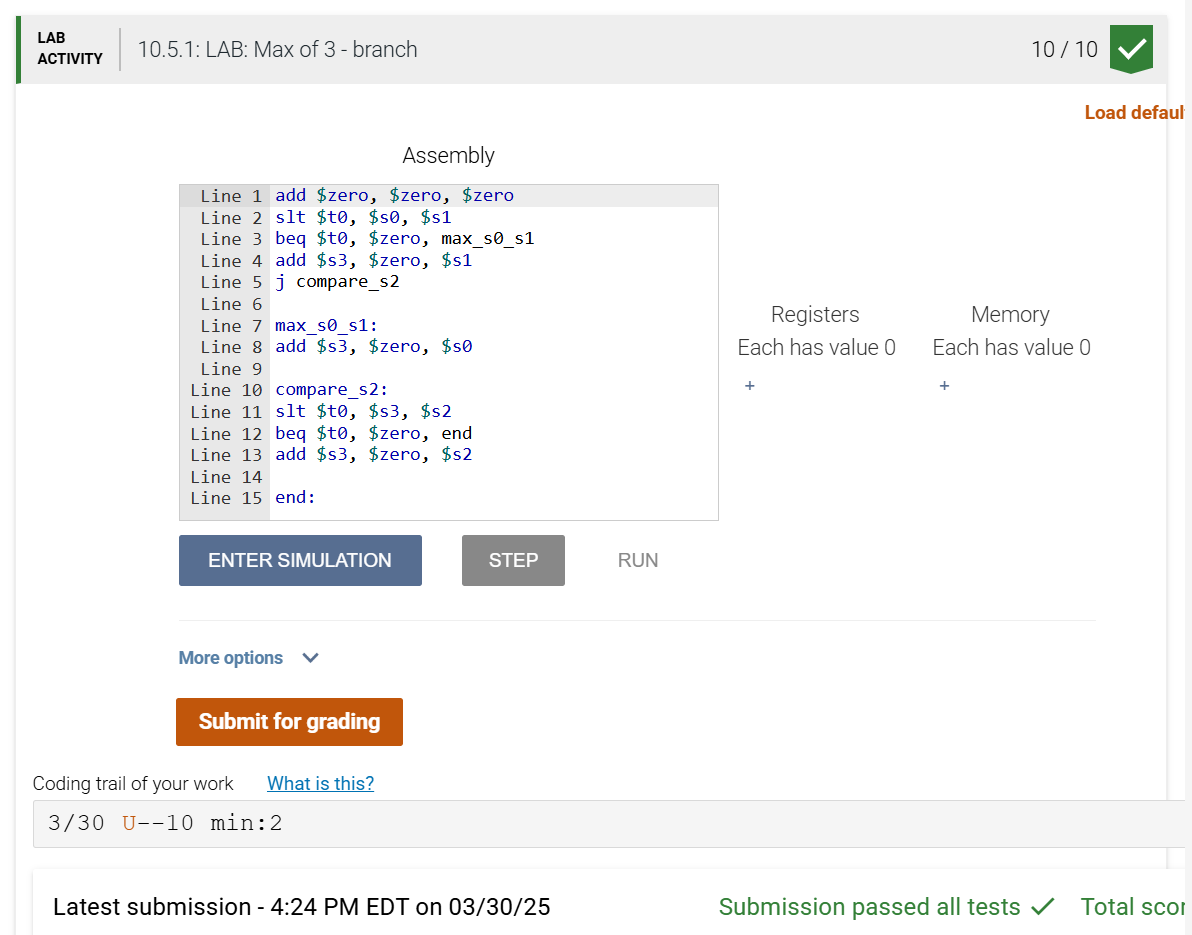 LAB
ACTIVITY
10.5.1: LAB: Max of 3 - branch
10 / 10
Load defaul
Assembly
Line 1 add $zero, $zero, $zero
Line 2 slt $t0, $s0, $s1
Line 3 beq $t0, $zero, max_s0_s1
Line 4 add $s3, $zero, $s1
Line 5 j compare_s2
Line 6
Line 7 max_s0_s1:
Line 8 add $s3, $zero, $s0
Line 9
Line 10 compare_s2:
Line 11 slt $t0, $s3, $s2
Line 12 beq $t0, $zero, end
Line 13 add $s3, $zero, $s2
Line 14
Line 15 end:
Registers
Each has value 0
+
Memory
Each has value 0
+
ENTER SIMULATION
STEP
RUN
More options
Submit for grading
Coding trail of your work What is this?
3/30 U--10 min:2
Latest submission - 4:24 PM EDT on 03/30/25
Submission passed all tests
Total scor